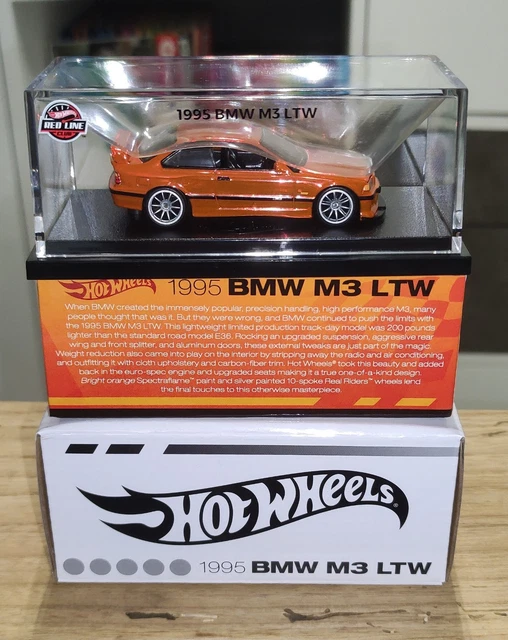 1995 BMW M3 LTW
Hot Wheels
RED LINE
CLUB
Hot Wheels 1995 BMW M3 LTW
When BMW created the immensely popular, precision handling, high performance M3, many
people thought that was it. But they were wrong, and BMW continued to push the limits with
the 1995 BMW M3 LTW. This lightweight limited production track-day model was 200 pounds
lighter than the standard road model E36. Rocking an upgraded suspension, aggressive rear
wing and front splitter, and aluminum doors, these external tweaks are just part of the magic.
Weight reduction also came into play on the interior by stripping away the radio and air conditioning,
and outfitting it with cloth upholstery and carbon-fiber trim. Hot Wheels® took this beauty and added
back in the euro-spec engine and upgraded seats making it a true one-of-a-kind design.
Bright orange Spectraflame™ paint and silver painted 10-spoke Real Riders™ wheels lend
the final touches to this otherwise masterpiece.
Hot Wheels®
1995 BMW M3 LTW